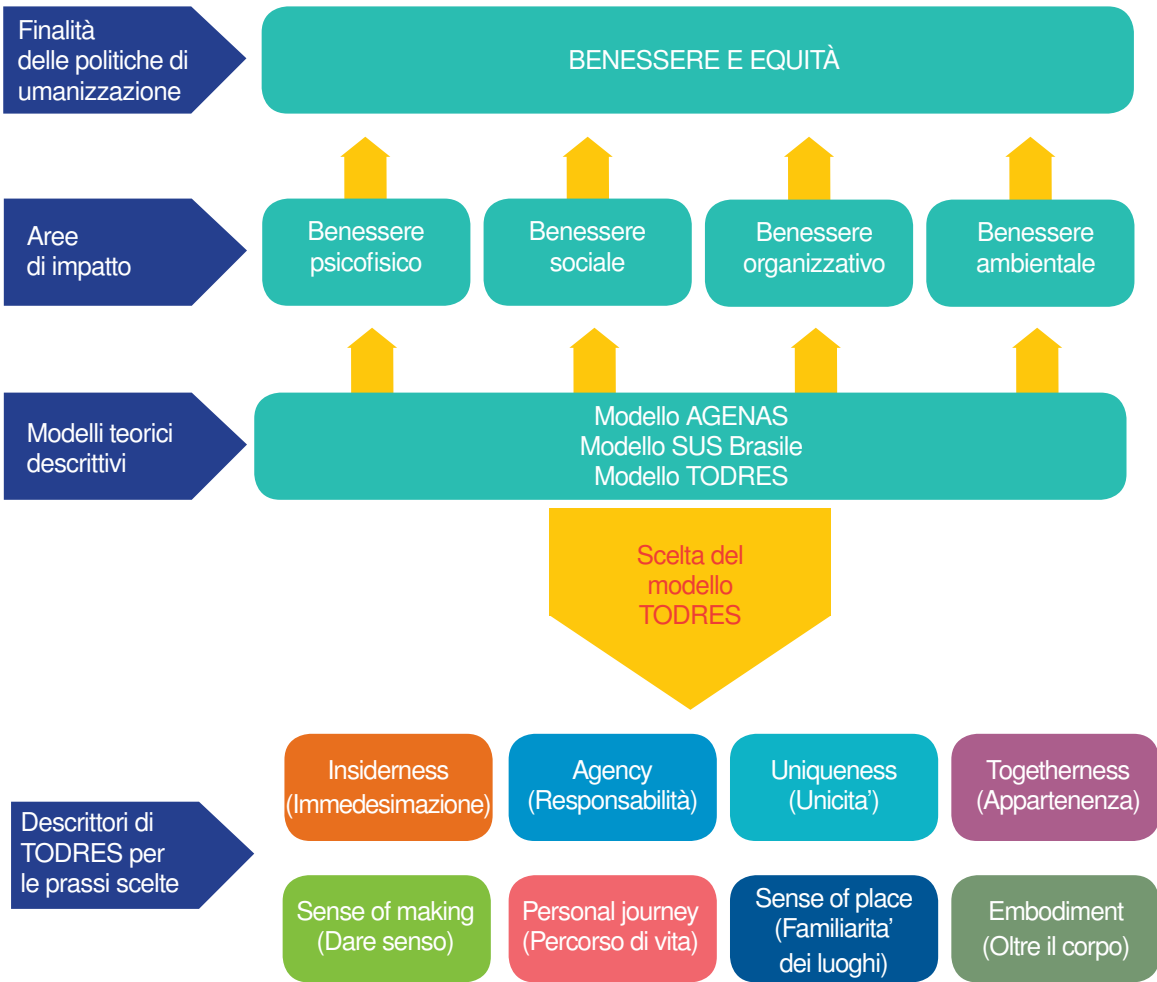 Finalità
delle politiche di
umanizzazione
BENESSERE E EQUITÀ
Aree
di impatto
Benessere
psicofisico
Benessere
sociale
Benessere
organizzativo
Benessere
ambientale
Modelli teorici
descrittivi
Modello AGENAS
Modello SUS Brasile
Modello TODRES
Scelta del
modello
TODRES
Descrittori di
TODRES per
le prassi scelte
Insiderness
(Immedesimazione)
Agency
(Responsabilità)
Uniqueness
(Unicita’)
Togetherness
(Appartenenza)
Sense of making
(Dare senso)
Personal journey
(Percorso di vita)
Sense of place
(Familiarita’
dei luoghi)
Embodiment
(Oltre il corpo)